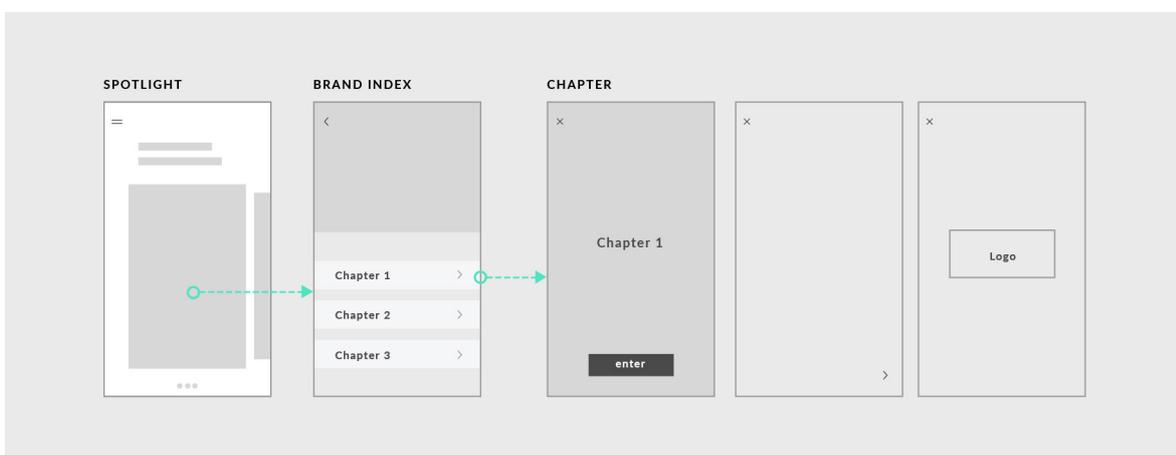 SPOTLIGHT
BRAND INDEX
CHAPTER
Chapter 1
Chapter 2
Chapter 3
Chapter 1
enter
Logo